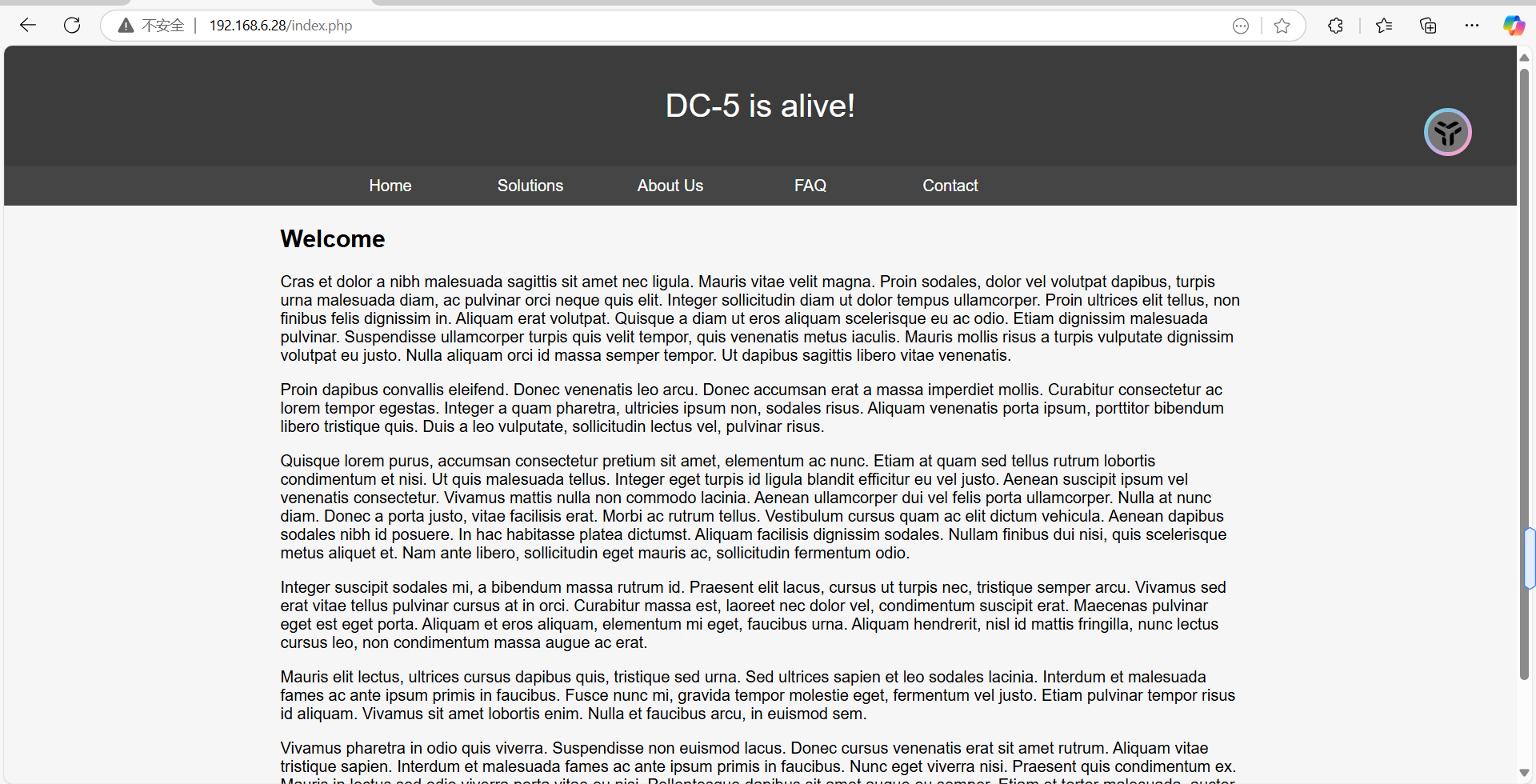 不安全 | 192.168.6.28/index.php
DC-5 is alive!
Home Solutions About Us FAQ Contact
Welcome
Cras et dolor a nibh malesuada sagittis sit amet nec ligula. Mauris vitae velit magna. Proin sodales, dolor vel volutpat dapibus, turpis
urna malesuada diam, ac pulvinar orci neque quis elit. Integer sollicitudin diam ut dolor tempus ullamcorper. Proin ultrices elit tellus, non
finibus felis dignissim in. Aliquam erat volutpat. Quisque a diam ut eros aliquam scelerisque eu ac odio. Etiam dignissim malesuada
pulvinar. Suspendisse ullamcorper turpis quis velit tempor, quis venenatis metus iaculis. Mauris mollis risus a turpis vulputate dignissim
volutpat eu justo. Nulla aliquam orci id massa semper tempor. Ut dapibus sagittis libero vitae venenatis.
Proin dapibus convallis eleifend. Donec venenatis leo arcu. Donec accumsan erat a massa imperdiet mollis. Curabitur consectetur ac
lorem tempor egestas. Integer a quam pharetra, ultricies ipsum non, sodales risus. Aliquam venenatis porta ipsum, porttitor bibendum
libero tristique quis. Duis a leo vulputate, sollicitudin lectus vel, pulvinar risus.
Quisque lorem purus, accumsan consectetur pretium sit amet, elementum ac nunc. Etiam at quam sed tellus rutrum lobortis
condimentum et nisi. Ut quis malesuada tellus. Integer eget turpis id ligula blandit efficitur eu vel justo. Aenean suscipit ipsum vel
venenatis consectetur. Vivamus mattis nulla non commodo lacinia. Aenean ullamcorper dui vel felis porta ullamcorper. Nulla at nunc
diam. Donec a porta justo, vitae facilisis erat. Morbi ac rutrum tellus. Vestibulum cursus quam ac elit dictum vehicula. Aenean dapibus
sodales nibh id posuere. In hac habitasse platea dictumst. Aliquam facilisis dignissim sodales. Nullam finibus dui nisi, quis scelerisque
metus aliquet et. Nam ante libero, sollicitudin eget mauris ac, sollicitudin fermentum odio.
Integer suscipit sodales mi, a bibendum massa rutrum id. Praesent elit lacus, cursus ut turpis nec, tristique semper arcu. Vivamus sed
erat vitae tellus pulvinar cursus at in orci. Curabitur massa est, laoreet nec dolor vel, condimentum suscipit erat. Maecenas pulvinar
eget est eget porta. Aliquam et eros aliquam, elementum mi eget, faucibus urna. Aliquam hendrerit, nisl id mattis fringilla, nunc lectus
cursus leo, non condimentum massa augue ac erat.
Mauris elit lectus, ultrices cursus dapibus quis, tristique sed urna. Sed ultrices sapien et leo sodales lacinia. Interdum et malesuada
fames ac ante ipsum primis in faucibus. Fusce nunc mi, gravida tempor molestie eget, fermentum vel justo. Etiam pulvinar tempor risus
id aliquam. Vivamus sit amet lobortis enim. Nulla et faucibus arcu, in euismod sem.
Vivamus pharetra in odio quis viverra. Suspendisse non euismod lacus. Donec cursus venenatis erat sit amet rutrum. Aliquam vitae
tristique sapien. Interdum et malesuada fames ac ante ipsum primis in faucibus. Nunc eget viverra nisi. Praesent quis condimentum ex.